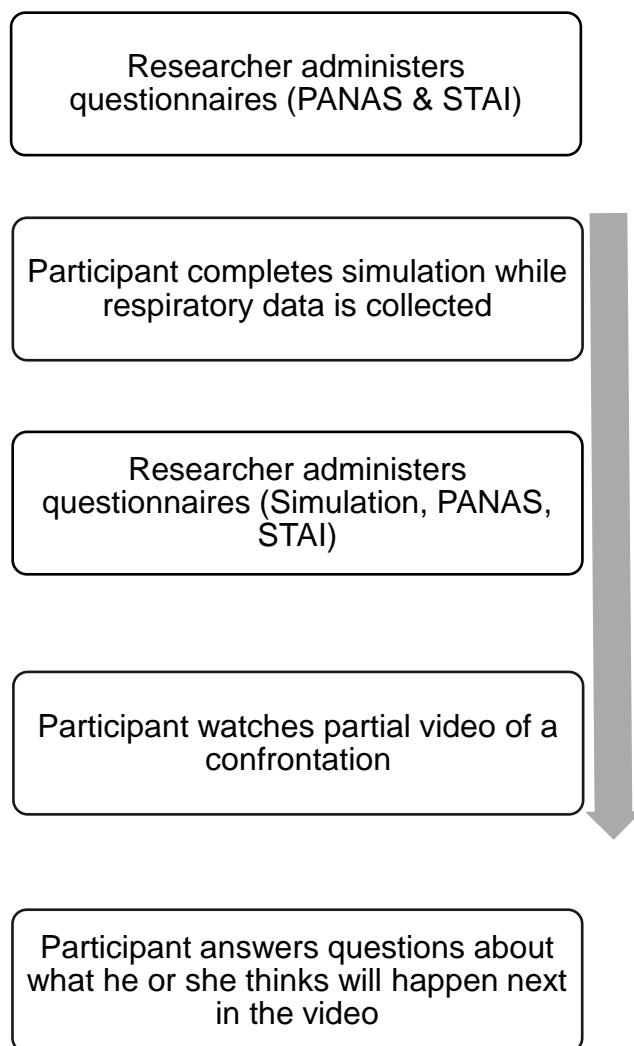 Researcher administers
questionnaires (PANAS & STAI)
Participant completes simulation while
respiratory data is collected
Researcher administers
questionnaires (Simulation, PANAS,
STAI)
Participant watches partial video of a
confrontation
Participant answers questions about
what he or she thinks will happen next
in the video